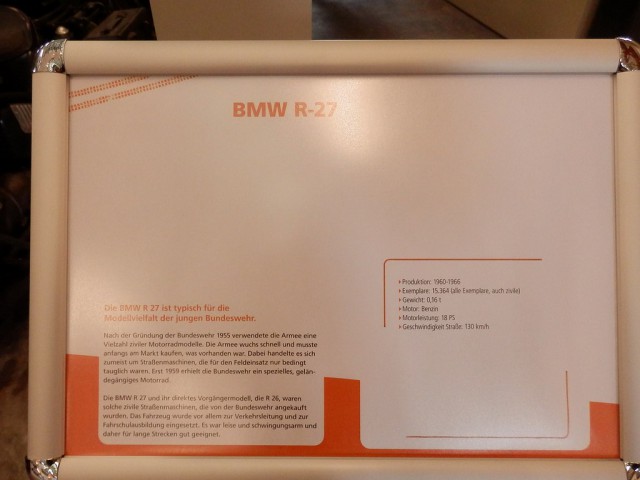 BMW R-27
Die BMW R 27 ist typisch für die
Modellvielfalt der jungen Bundeswehr.
Nach der Gründung der Bundeswehr 1955 verwendete die Armee eine
Vielzahl ziviler Motorradmodelle. Die Armee wuchs schnell und musste
anfangs am Markt kaufen, was vorhanden war. Dabei handelte es sich
zumeist um Straßenmaschinen, die für den Feldeinsatz nur bedingt
tauglich waren. Erst 1959 erhielt die Bundeswehr ein spezielles, gelän-
degängiges Motorrad.
Die BMW R 27 und ihr direktes Vorgängermodell, die R 26, waren
solche zivile Straßenmaschinen, die von der Bundeswehr angekauft
wurden. Das Fahrzeug wurde vor allem zur Verkehrsleitung und zur
Fahrschulausbildung eingesetzt. Es war leise und schwingungsarm und
daher für lange Strecken gut geeignet.
Produktion: 1960-1966
Exemplare: 15.364 (alle Exemplare, auch zivile)
Gewicht: 0,16 t
Motor: Benzin
Motorleistung: 18 PS
Geschwindigkeit Straße: 130 km/h